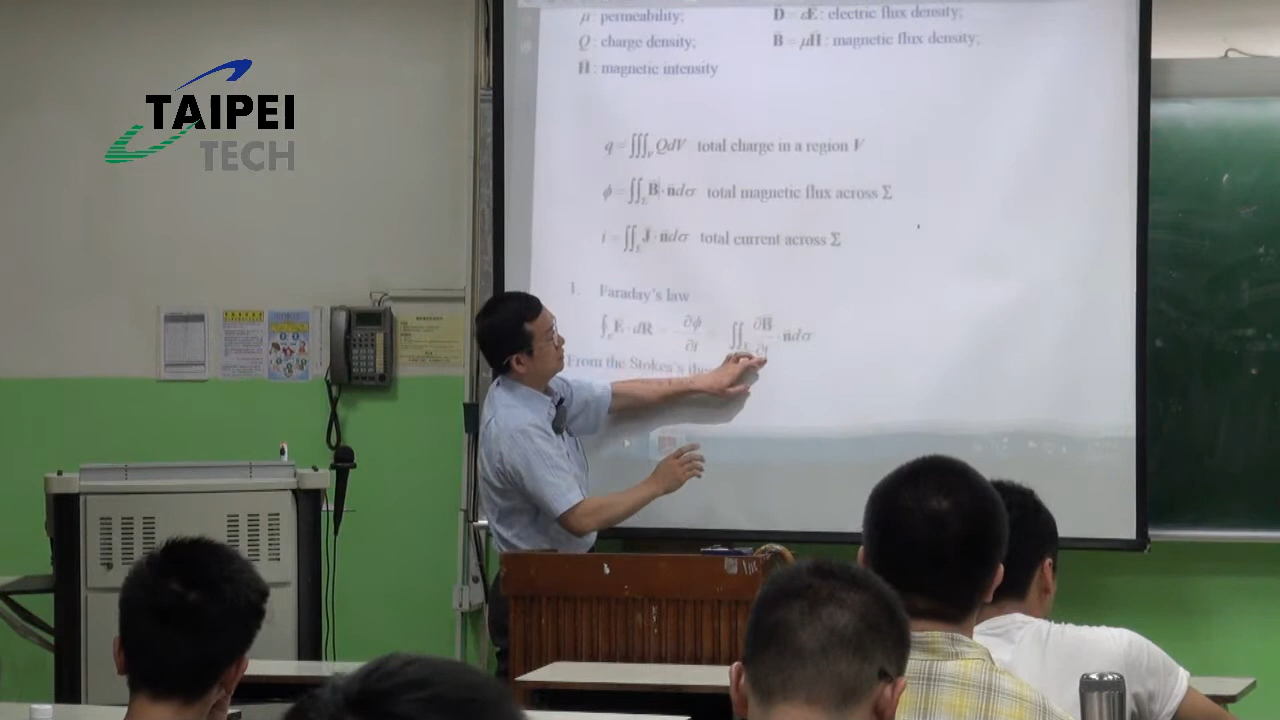 TAIPEI
TECH
μ : permeability;
D̄ = εĒ : electric flux density;
Q : charge density;
B̄ = μH̄ : magnetic flux density;
H̄ : magnetic intensity
q = ∭_V QdV total charge in a region V
ϕ = ∬_Σ B̄ · n̄dσ total magnetic flux across Σ
i = ∬_Σ J̄ · n̄dσ total current across Σ
1. Faraday's law
∮_c Ē · dR̄ = − ∂ϕ/∂t = − ∬_Σ ∂B̄/∂t · n̄dσ
From the Stokes's